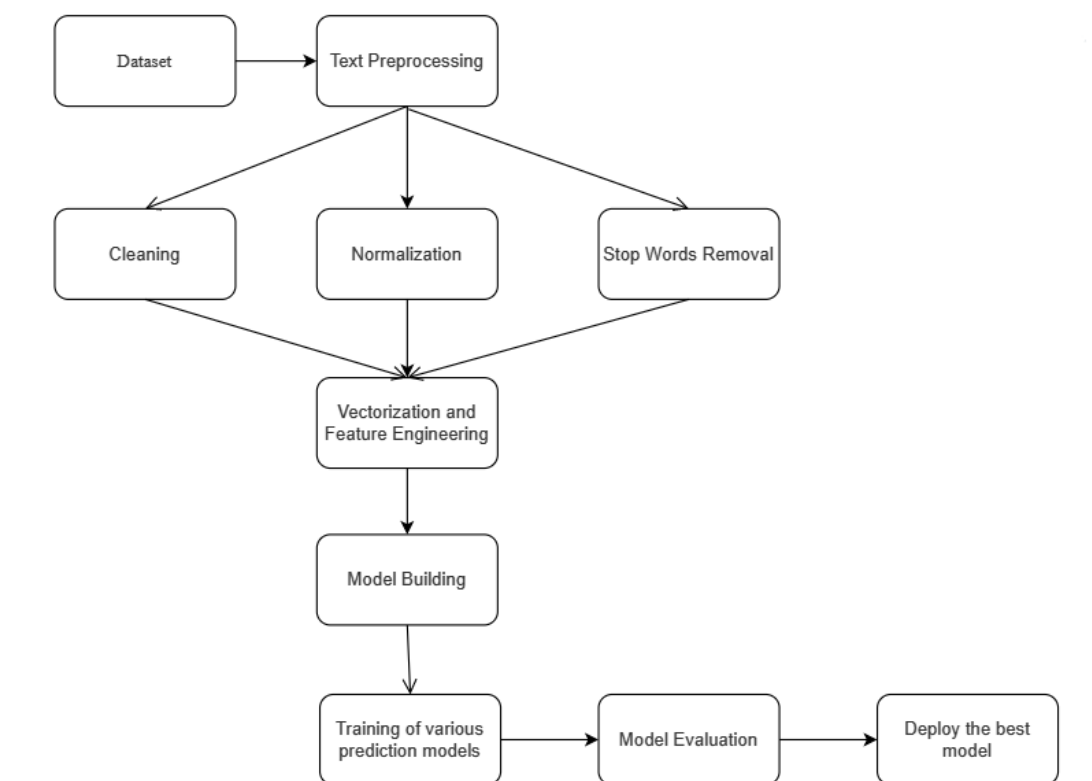 Dataset
Text Preprocessing
Cleaning
Normalization
Stop Words Removal
Vectorization and
Feature Engineering
Model Building
Training of various
prediction models
Model Evaluation
Deploy the best
model